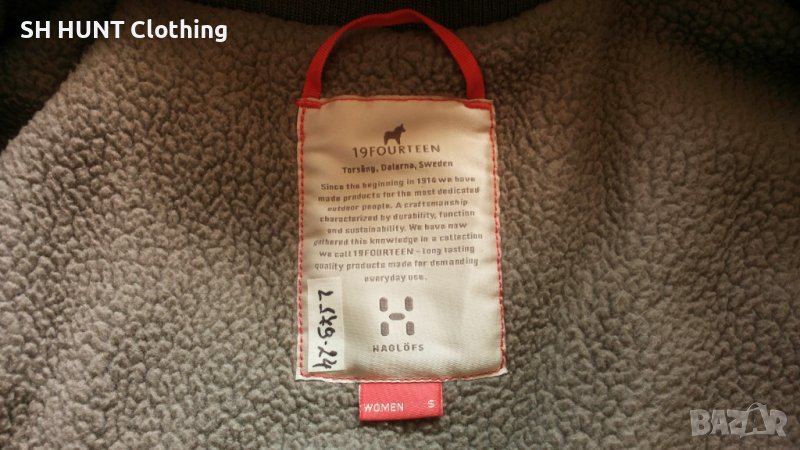 SH HUNT Clothing
19FOURTEEN
Torsång, Dalarna, Sweden
Since the beginning in 1914 we have
made products for the most dedicated
outdoor people. A craftsmanship
characterized by durability, function
and sustainability. We have now
gathered this knowledge in a collection
we call 19FOURTEEN - long lasting
quality products made for demanding
everyday use.
HAGLÖFS
WOMEN S
BAZAR